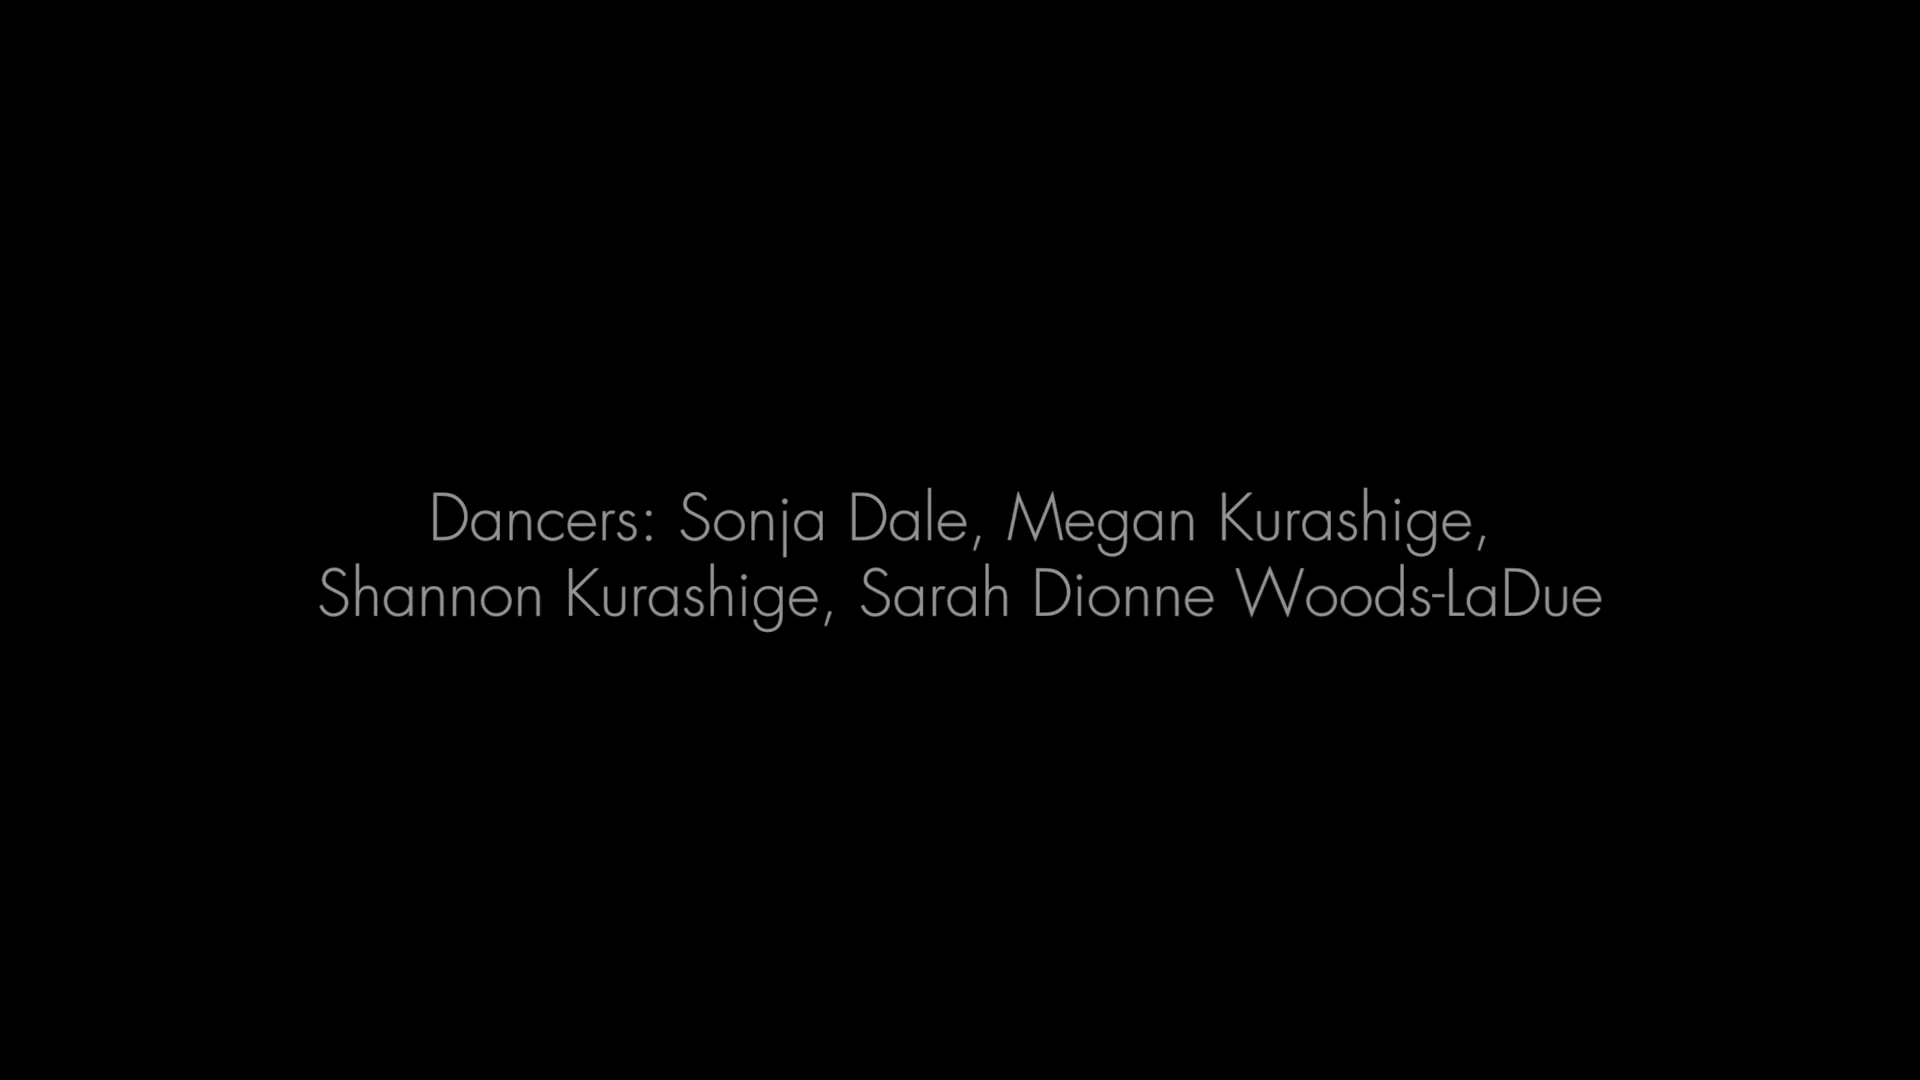 Dancers: Sonja Dale, Megan Kurashige,
Shannon Kurashige, Sarah Dionne Woods-LaDue